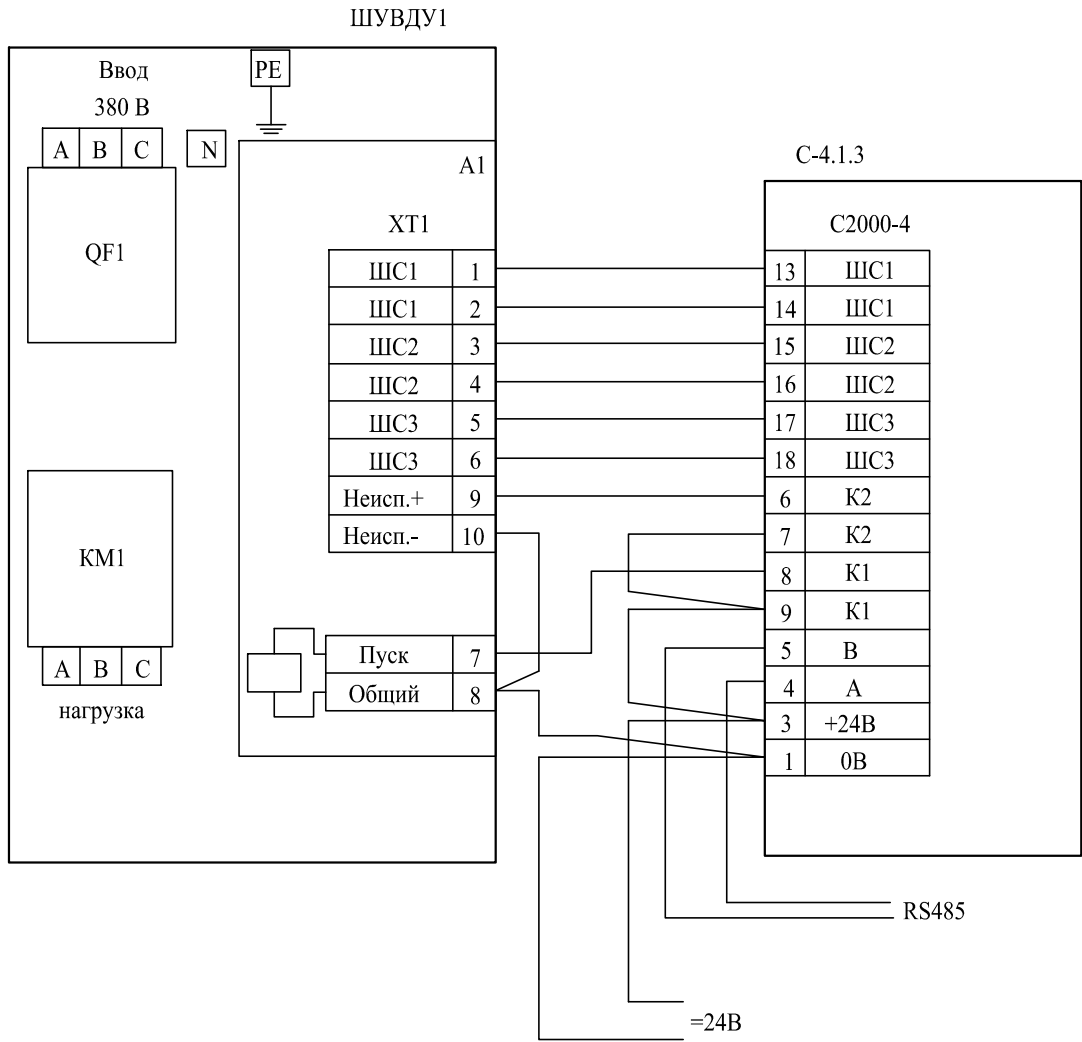 ШУВДУ1
Ввод
380 В
A B C
N
PE
QF1
KM1
A B C
нагрузка
A1
XT1
ШС1 1
ШС1 2
ШС2 3
ШС2 4
ШС3 5
ШС3 6
Неисп.+ 9
Неисп.- 10
Пуск 7
Общий 8
С-4.1.3
С2000-4
13 ШС1
14 ШС1
15 ШС2
16 ШС2
17 ШС3
18 ШС3
6 К2
7 К2
8 К1
9 К1
5 В
4 А
3 +24В
1 0В
RS485
=24В